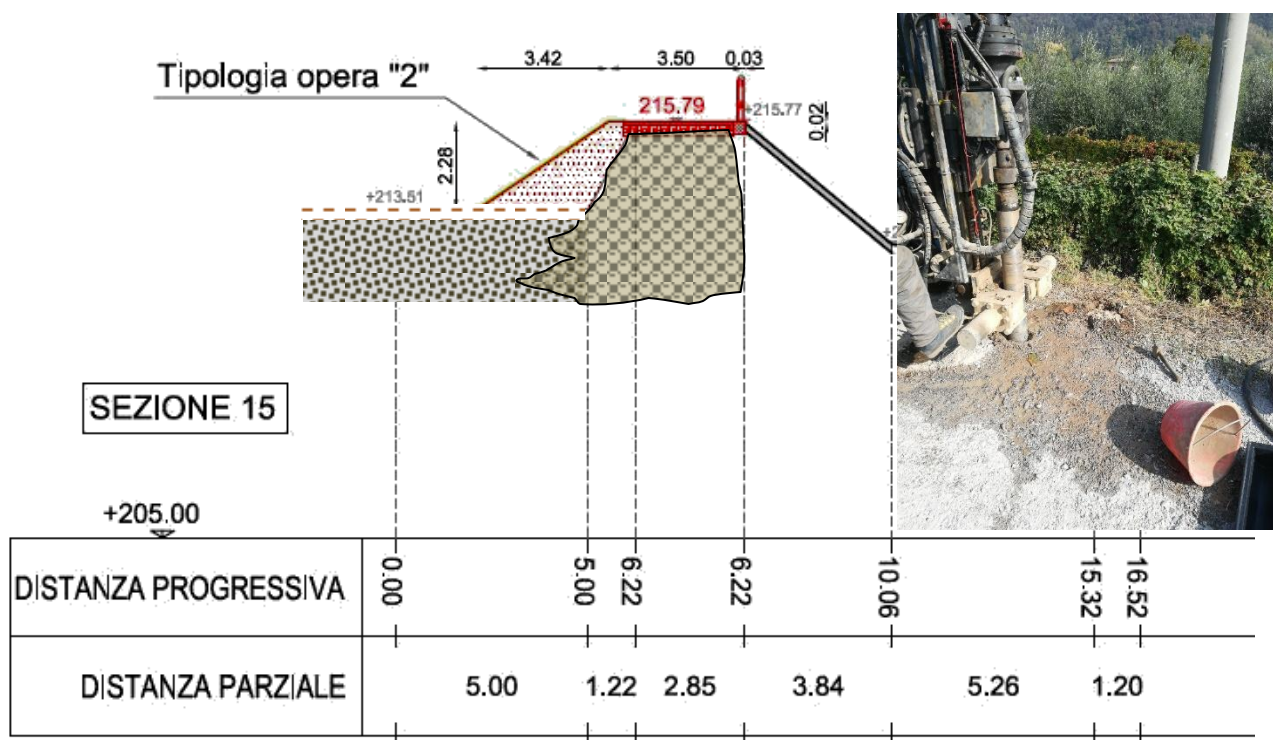 3.42 3.50 0.03
Tipologia opera "2"
215.79 +215.77
0.02
2.28
+213.51
SEZIONE 15
+205.00
DISTANZA PROGRESSIVA 0.00 5.00 6.22 6.22 10.06 15.32 16.52
DISTANZA PARZIALE 5.00 1.22 2.85 3.84 5.26 1.20